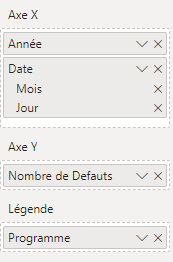 Axe X
Année
Date
Mois
Jour
Axe Y
Nombre de Defauts
Légende
Programme